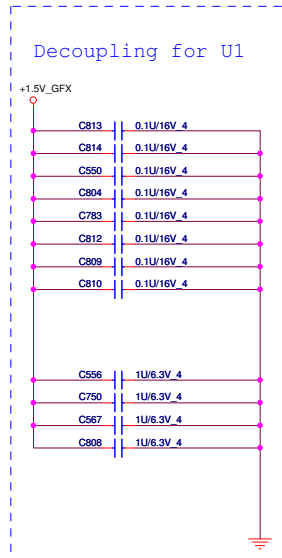 Decoupling for U1
+1.5V_GFX
C813 0.1U/16V_4
C814 0.1U/16V_4
C550 0.1U/16V_4
C804 0.1U/16V_4
C783 0.1U/16V_4
C812 0.1U/16V_4
C809 0.1U/16V_4
C810 0.1U/16V_4
C556 1U/6.3V_4
C750 1U/6.3V_4
C567 1U/6.3V_4
C808 1U/6.3V_4